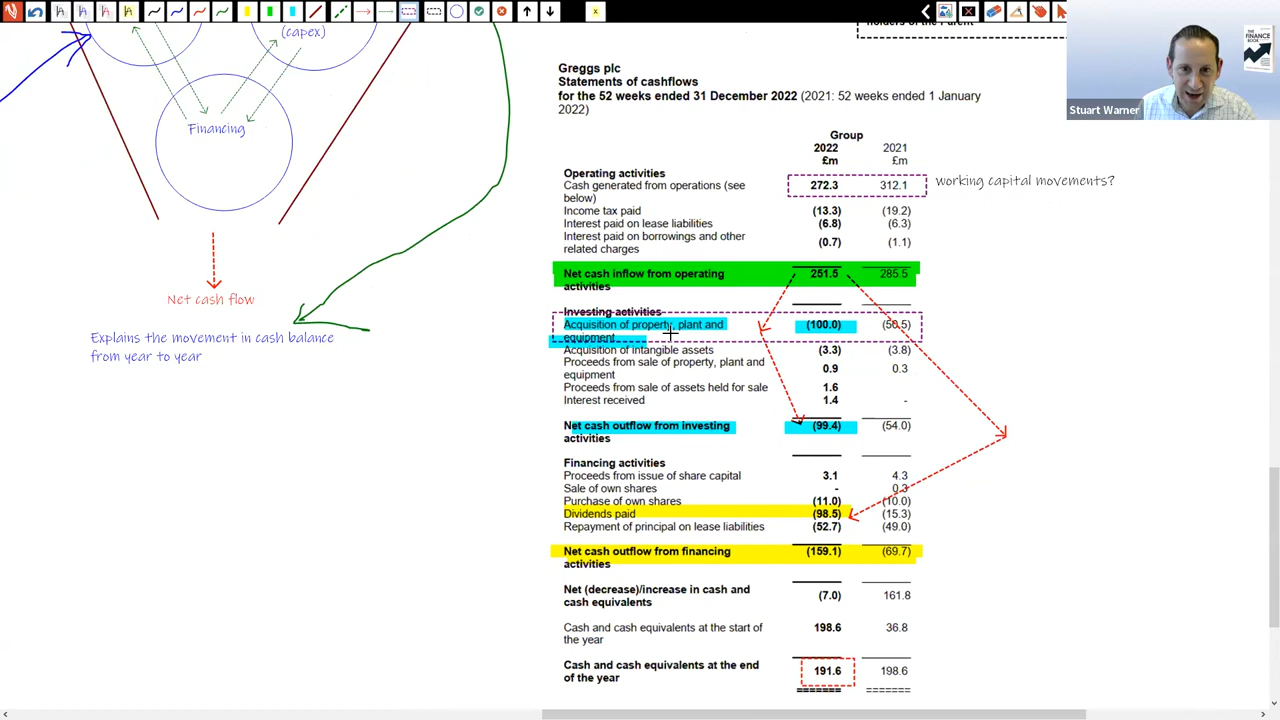 (capex)
Financing
Net cash flow
Explains the movement in cash balance
from year to year
holders of the Parent
Greggs plc
Statements of cashflows
for the 52 weeks ended 31 December 2022 (2021: 52 weeks ended 1 January
2022)
Group
2022 2021
£m £m
Operating activities
Cash generated from operations (see
below) 272.3 312.1
working capital movements?
Income tax paid (13.3) (19.2)
Interest paid on lease liabilities (6.8) (6.3)
Interest paid on borrowings and other
related charges (0.7) (1.1)
Net cash inflow from operating
activities 251.5 285.5
Investing activities
Acquisition of property, plant and
equipment (100.0) (50.5)
Acquisition of intangible assets (3.3) (3.8)
Proceeds from sale of property, plant and
equipment 0.9 0.3
Proceeds from sale of assets held for sale 1.6
Interest received 1.4 -
Net cash outflow from investing
activities (99.4) (54.0)
Financing activities
Proceeds from issue of share capital 3.1 4.3
Sale of own shares - 0.3
Purchase of own shares (11.0) (10.0)
Dividends paid (98.5) (15.3)
Repayment of principal on lease liabilities (52.7) (49.0)
Net cash outflow from financing
activities (159.1) (69.7)
Net (decrease)/increase in cash and
cash equivalents (7.0) 161.8
Cash and cash equivalents at the start of
the year 198.6 36.8
Cash and cash equivalents at the end
of the year 191.6 198.6
Stuart Warner
THE
FINANCE
BOOK